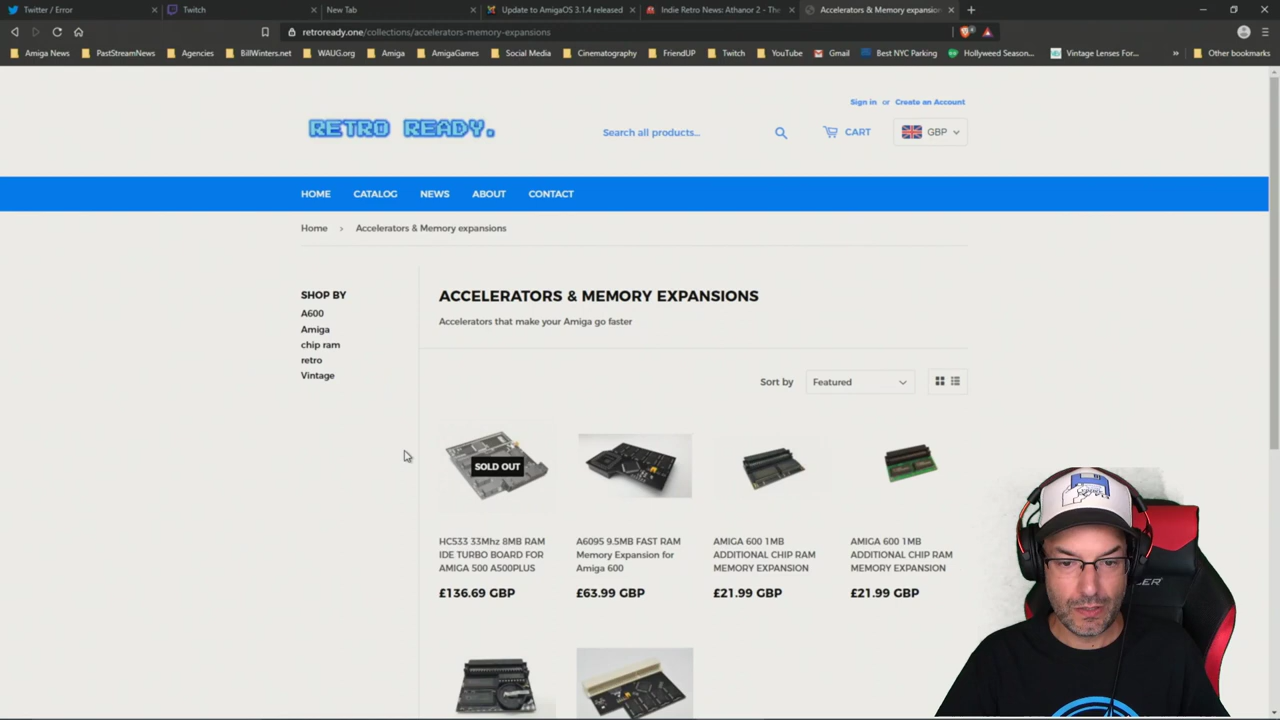 Twitter / Error
Twitch
New Tab
Update to AmigaOS 3.1.4 released
Indie Retro News: Athanor 2 - The
Accelerators & Memory expansion
retroready.one/collections/accelerators-memory-expansions
Amiga News
PastStreamNews
Agencies
BillWinters.net
WAUG.org
Amiga
AmigaGames
Social Media
Cinematography
FriendUP
Twitch
YouTube
Gmail
Best NYC Parking
Hollyweed Season...
Vintage Lenses For...
Other bookmarks
Sign in or Create an Account
RETRO READY.
Search all products...
CART
GBP
HOME
CATALOG
NEWS
ABOUT
CONTACT
Home › Accelerators & Memory expansions
SHOP BY
A600
Amiga
chip ram
retro
Vintage
ACCELERATORS & MEMORY EXPANSIONS
Accelerators that make your Amiga go faster
Sort by
Featured
SOLD OUT
HC533 33Mhz 8MB RAM
IDE TURBO BOARD FOR
AMIGA 500 A500PLUS
£136.69 GBP
A6095 9.5MB FAST RAM
Memory Expansion for
Amiga 600
£63.99 GBP
AMIGA 600 1MB
ADDITIONAL CHIP RAM
MEMORY EXPANSION
£21.99 GBP
AMIGA 600 1MB
ADDITIONAL CHIP RAM
MEMORY EXPANSION
£21.99 GBP